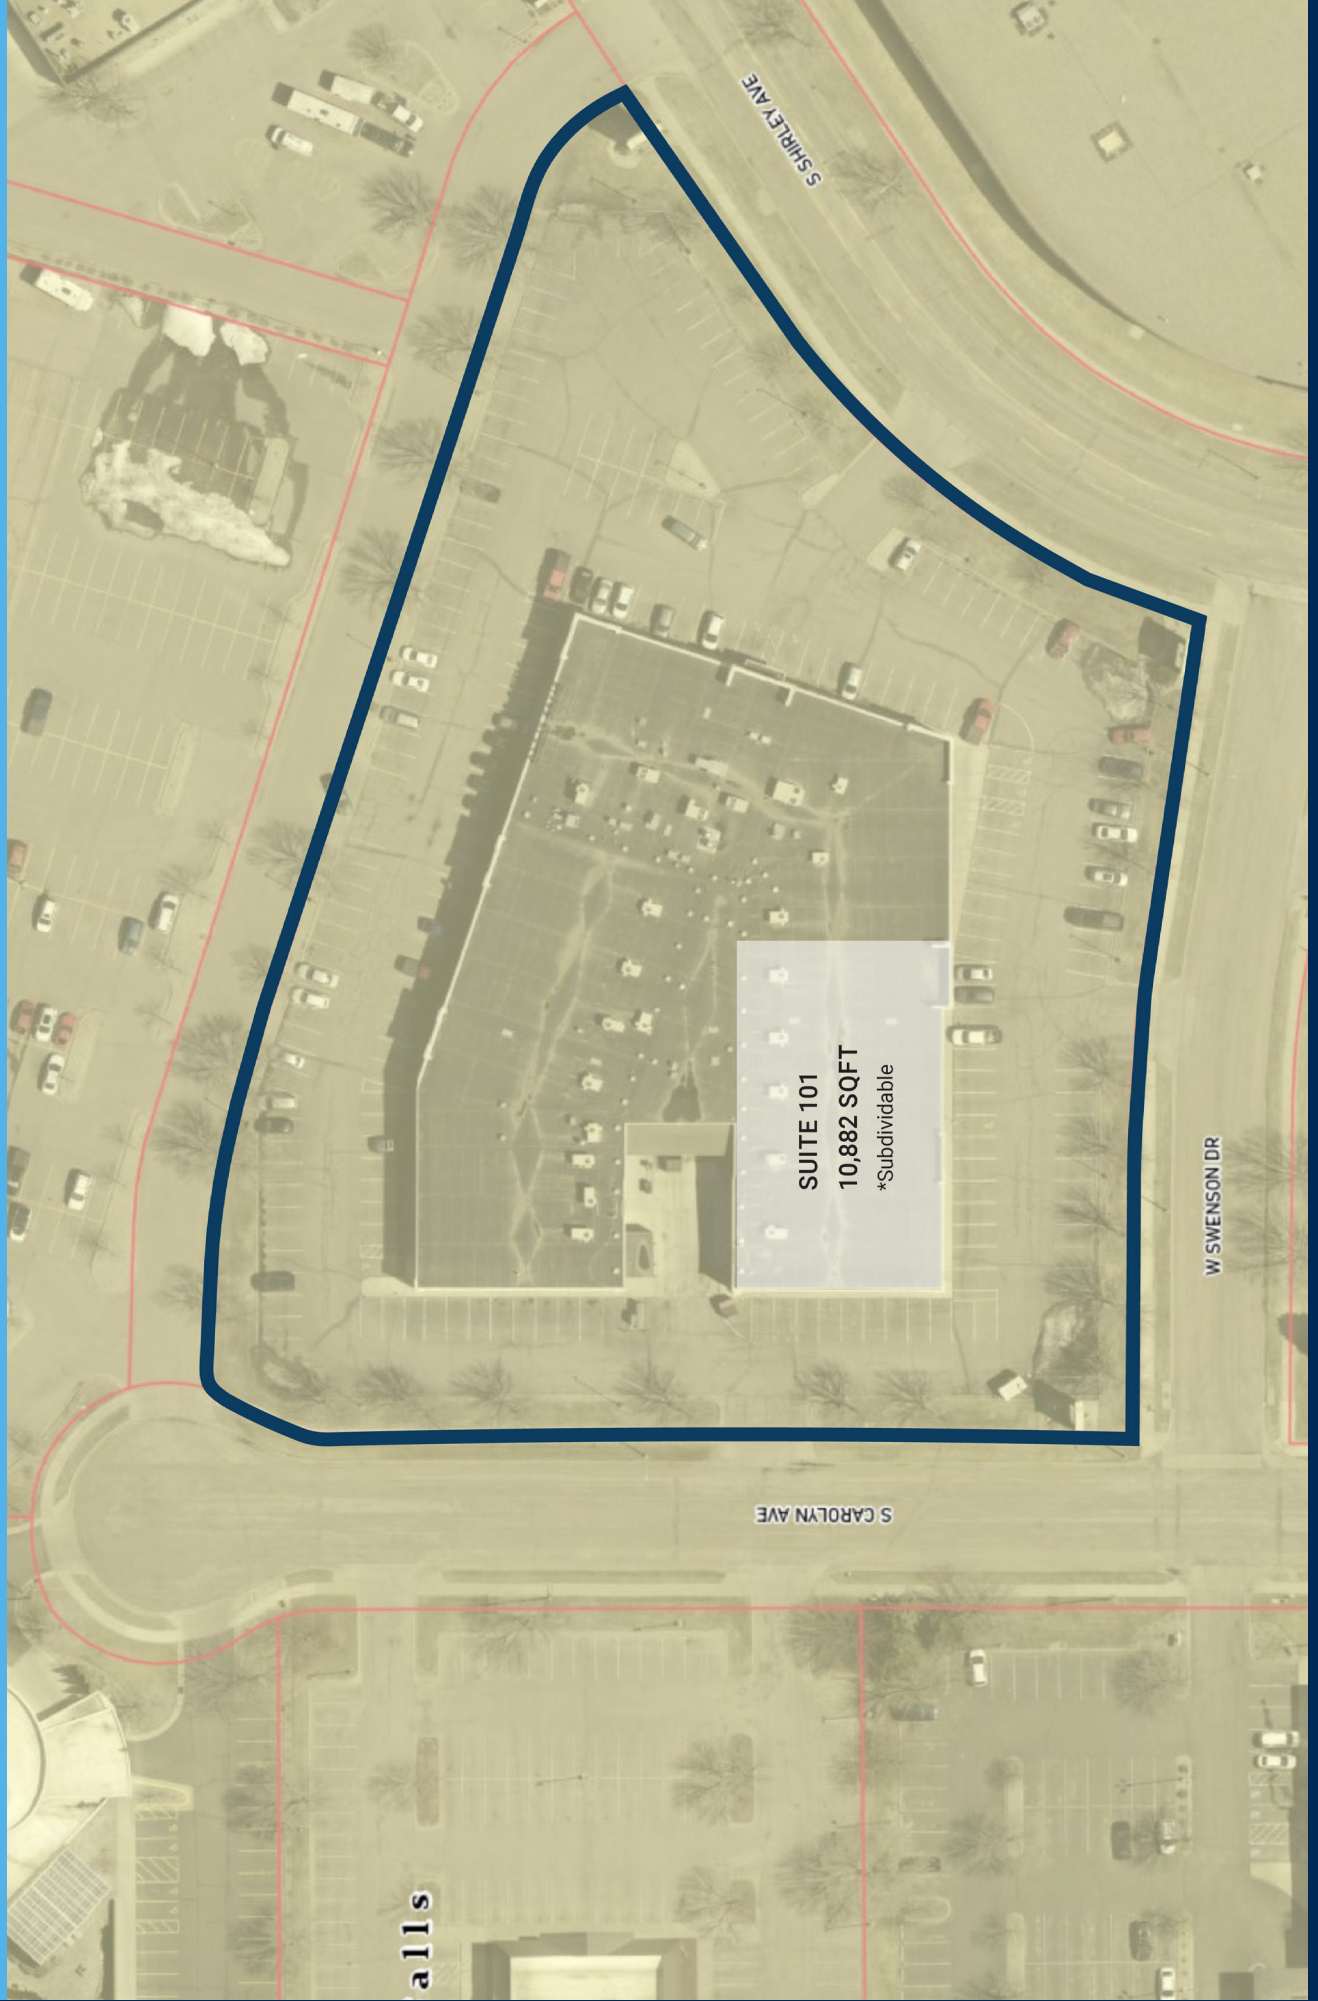 S SHIRLEY AVE
SUITE 101
10,882 SQFT
*Subdividable
W SWENSON DR
S CAROLYN AVE
alls